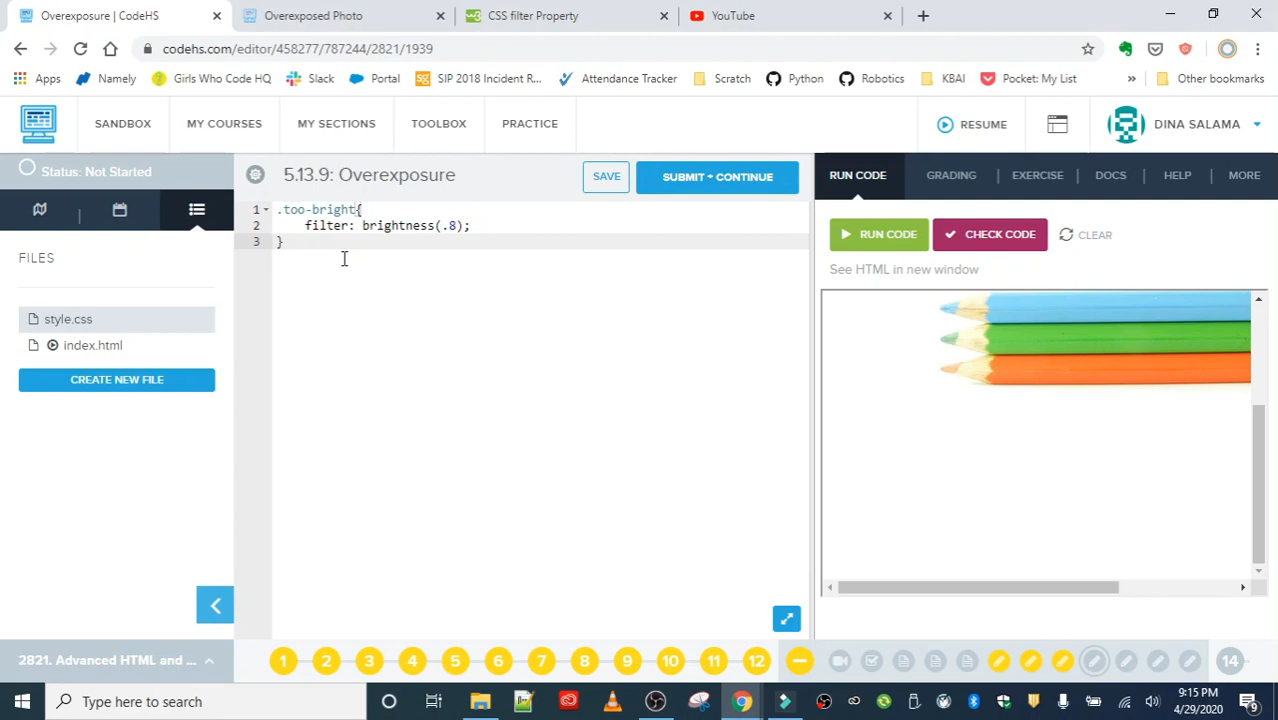 Overexposure | CodeHS
Overexposed Photo
CSS filter Property
YouTube
codehs.com/editor/458277/787244/2821/1939
Apps
Namely
Girls Who Code HQ
Slack
Portal
SIP 2018 Incident R...
Attendance Tracker
Scratch
Python
Robotics
KBAI
Pocket: My List
»
Other bookmarks
SANDBOX
MY COURSES
MY SECTIONS
TOOLBOX
PRACTICE
RESUME
DINA SALAMA
Status: Not Started
5.13.9: Overexposure
SAVE
SUBMIT + CONTINUE
RUN CODE
GRADING
EXERCISE
DOCS
HELP
MORE
FILES
style.css
index.html
CREATE NEW FILE
1 .too-bright{
2 filter: brightness(.8);
3 }
RUN CODE
CHECK CODE
CLEAR
See HTML in new window
2821. Advanced HTML and ...
1 2 3 4 5 6 7 8 9 10 11 12 14
Type here to search
9:15 PM
4/29/2020
9